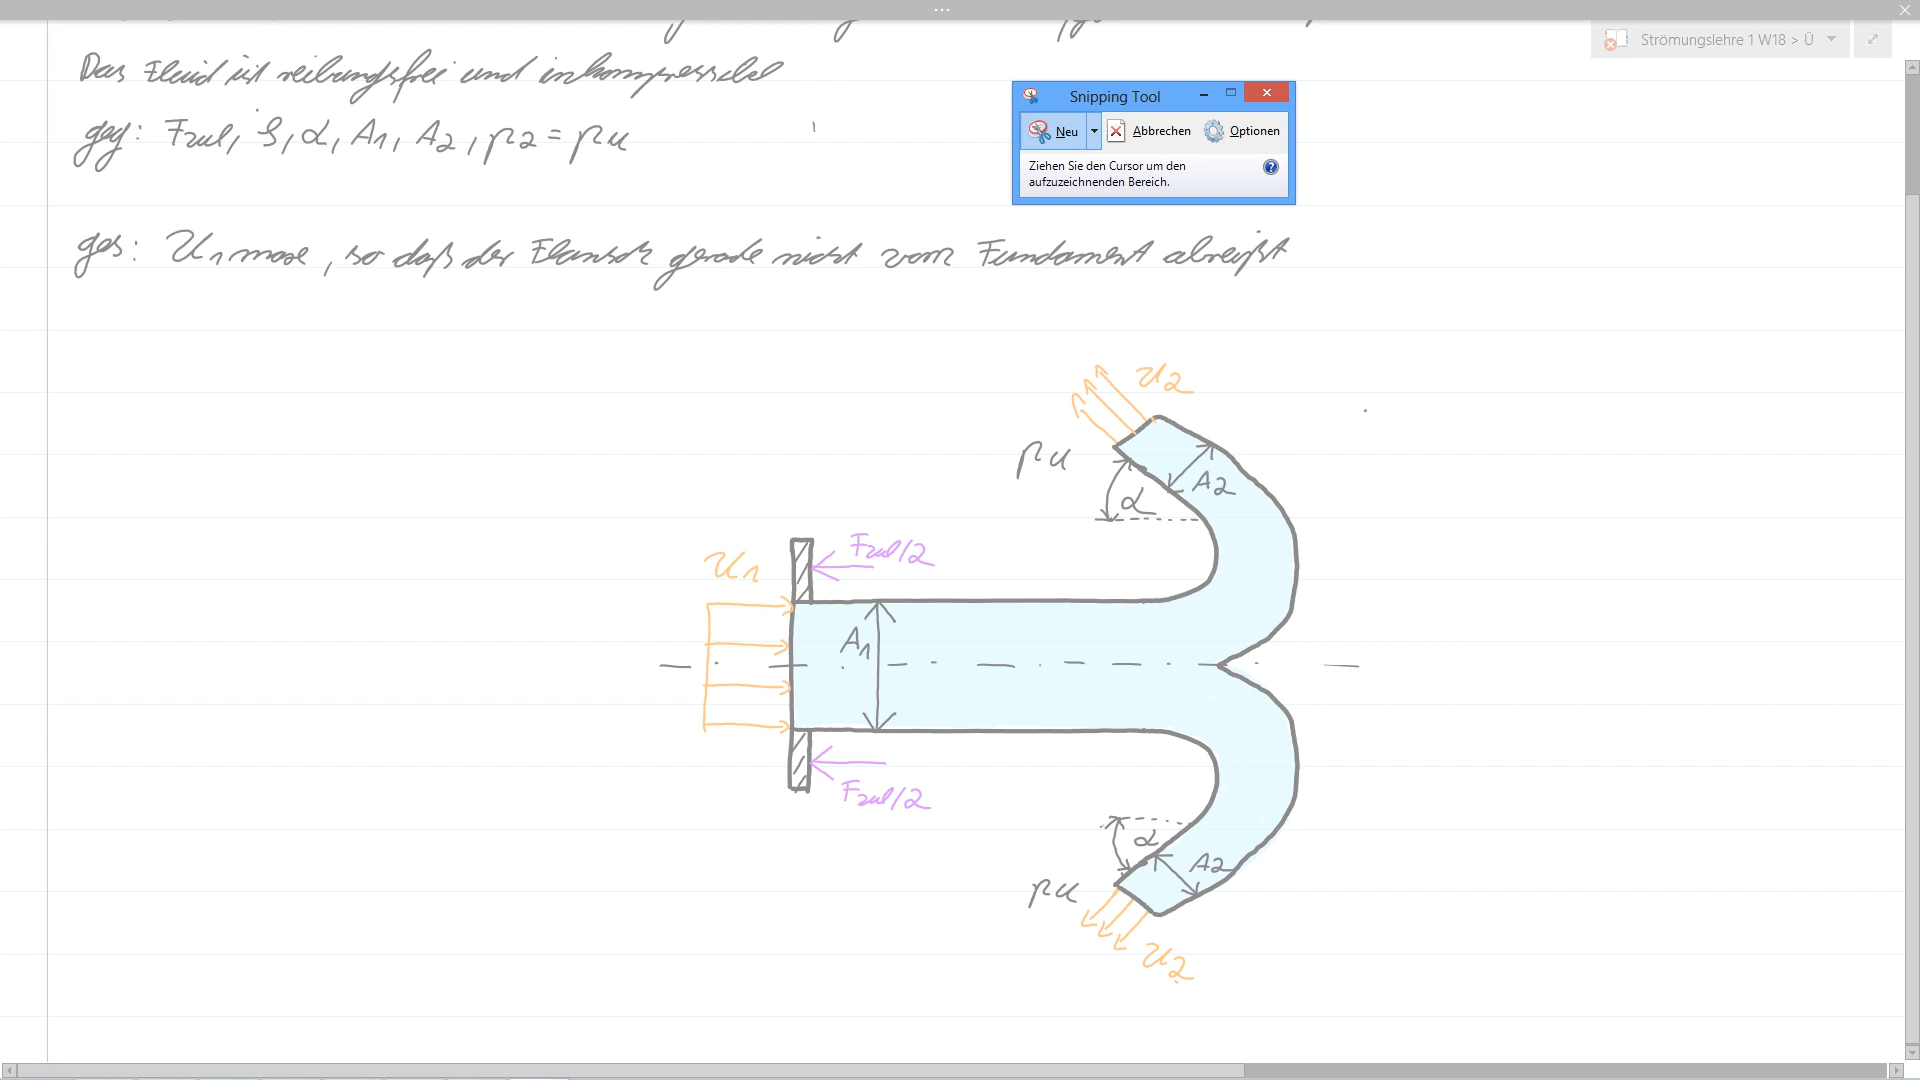 Strömungslehre 1 W18 > Ü
Das Fluid ist reibungsfrei und inkompressibel
geg: Fzul, ρ, α, A1, A2, p2 = pu
Snipping Tool
Neu Abbrechen Optionen
Ziehen Sie den Cursor um den
aufzuzeichnenden Bereich.
ges: u1max, so daß der Flansch gerade nicht vom Fundament abreißt
u2
pu
A2
α
Fzul/2
u1
A1
Fzul/2
α
A2
pu
u2